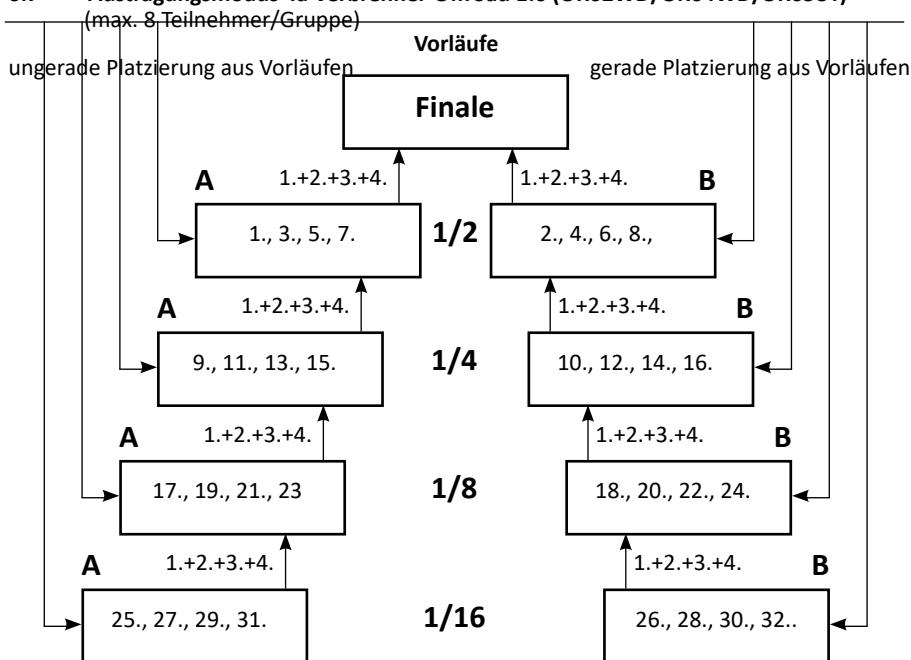 (max. 8 Teilnehmer/Gruppe)
Vorläufe
ungerade Platzierung aus Vorläufen
gerade Platzierung aus Vorläufen
Finale
A 1.+2.+3.+4. 1.+2.+3.+4. B
1., 3., 5., 7. 1/2 2., 4., 6., 8.,
A 1.+2.+3.+4. 1.+2.+3.+4. B
9., 11., 13., 15. 1/4 10., 12., 14., 16.
A 1.+2.+3.+4. 1.+2.+3.+4. B
17., 19., 21., 23 1/8 18., 20., 22., 24.
A 1.+2.+3.+4. 1.+2.+3.+4. B
25., 27., 29., 31. 1/16 26., 28., 30., 32..